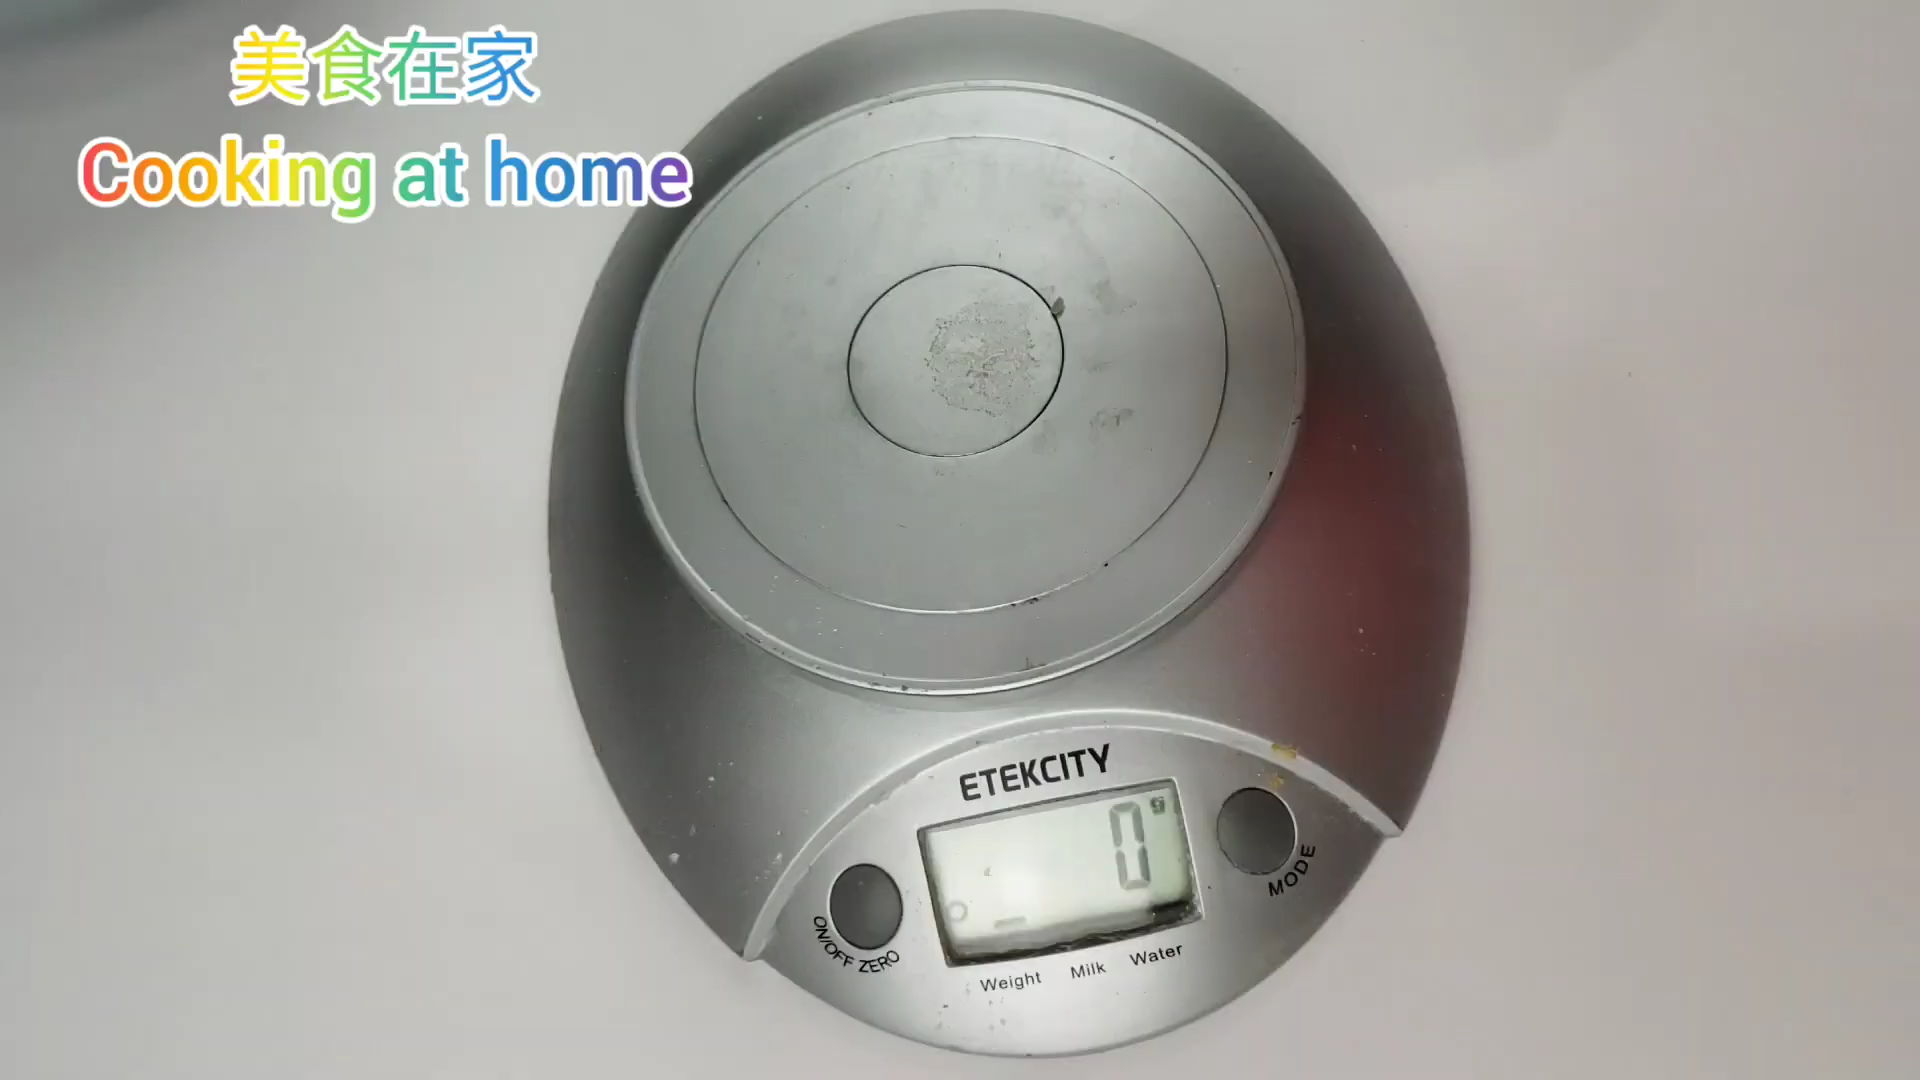 美食在家
Cooking at home
ETEKCITY
0 g
ON/OFF ZERO
MODE
Weight Milk Water